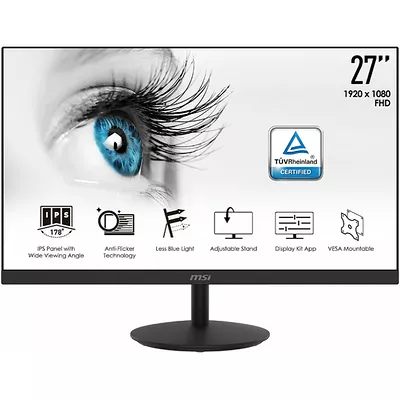 27’’
1920 x 1080
FHD
TÜVRheinland
CERTIFIED
IPS
178°
IPS Panel with
Wide Viewing Angle
Anti-Flicker
Technology
Less Blue Light
Adjustable Stand
Display Kit App
VESA Mountable
msi